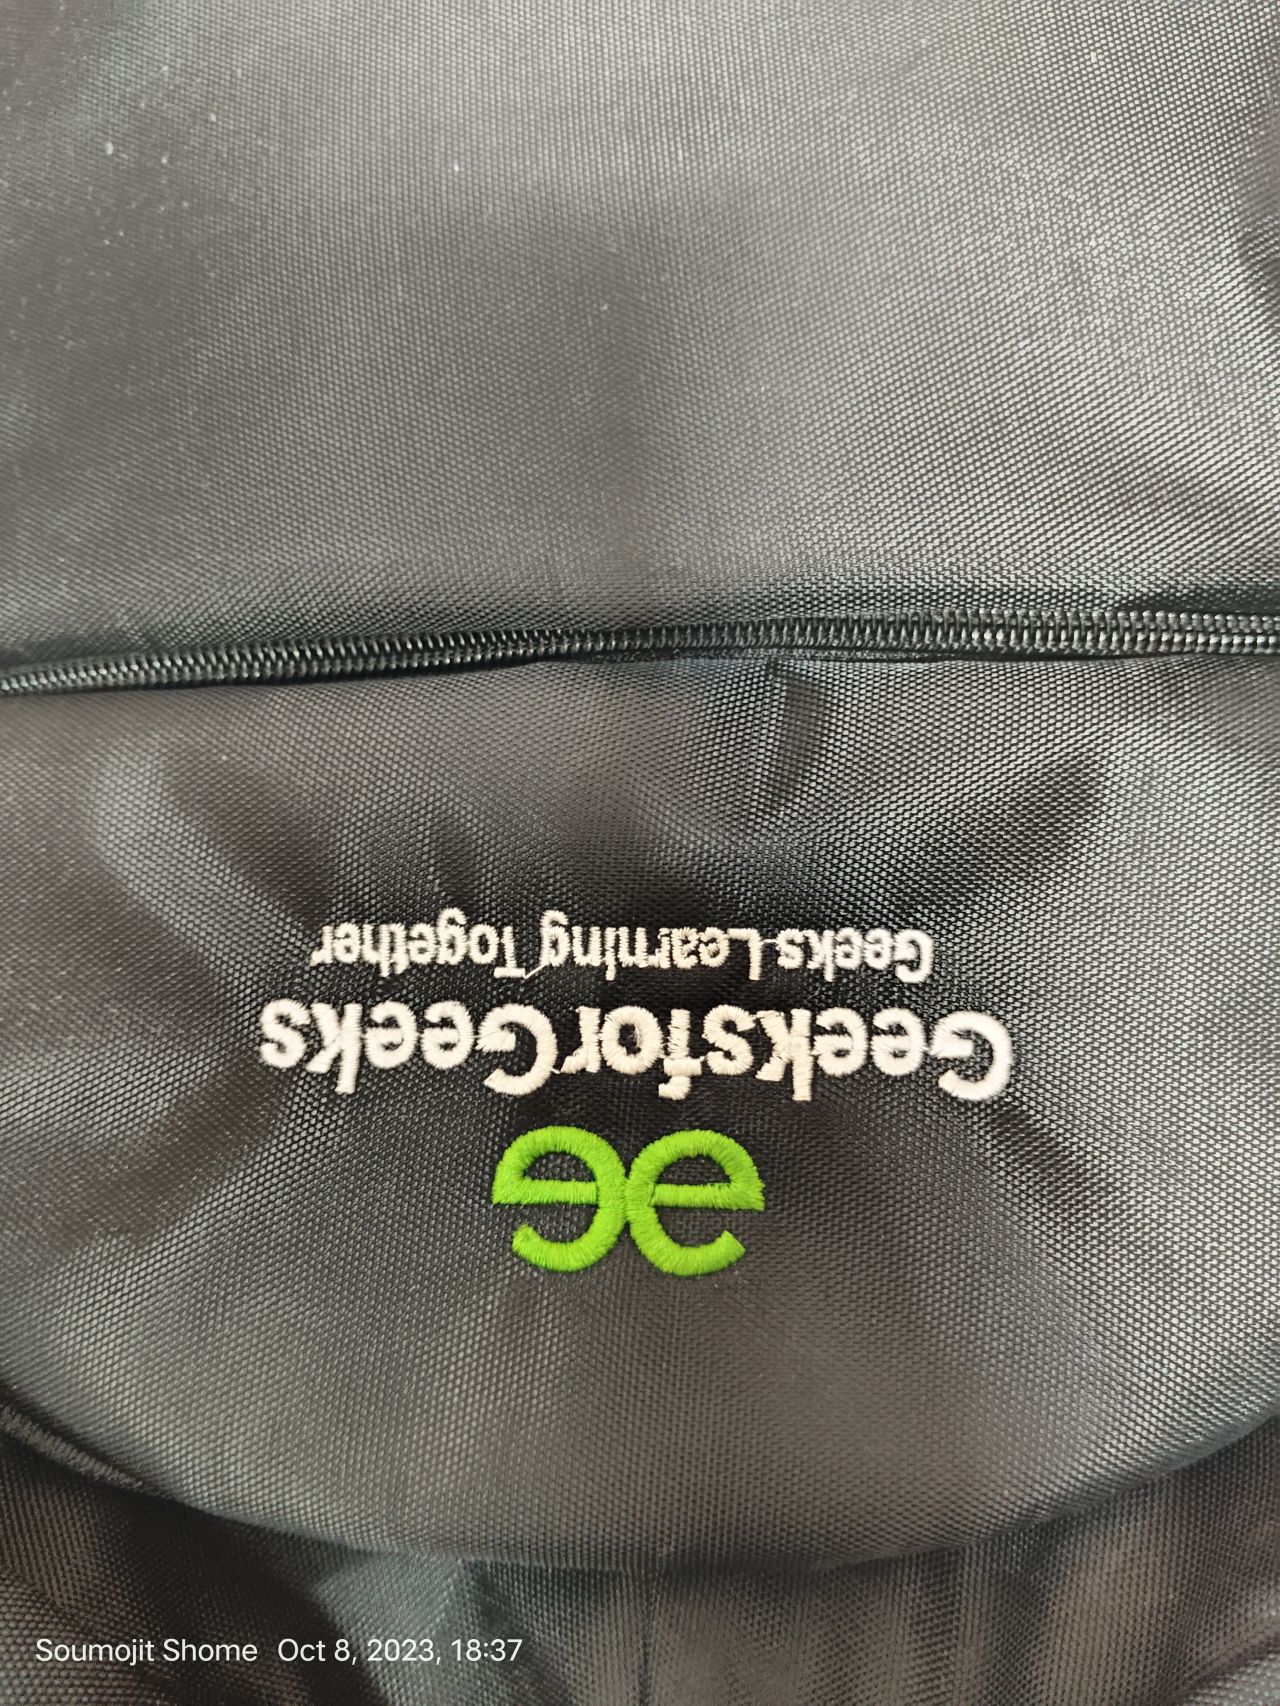 GeeksforGeeks
Geeks Learning Together
Soumojit Shome Oct 8, 2023, 18:37